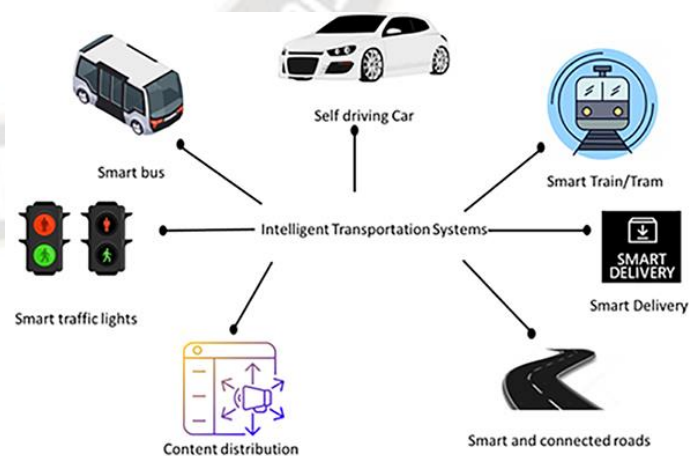 Self driving Car
Smart bus
Smart Train/Tram
Intelligent Transportation Systems
SMART
DELIVERY
Smart Delivery
Smart traffic lights
Content distribution
Smart and connected roads